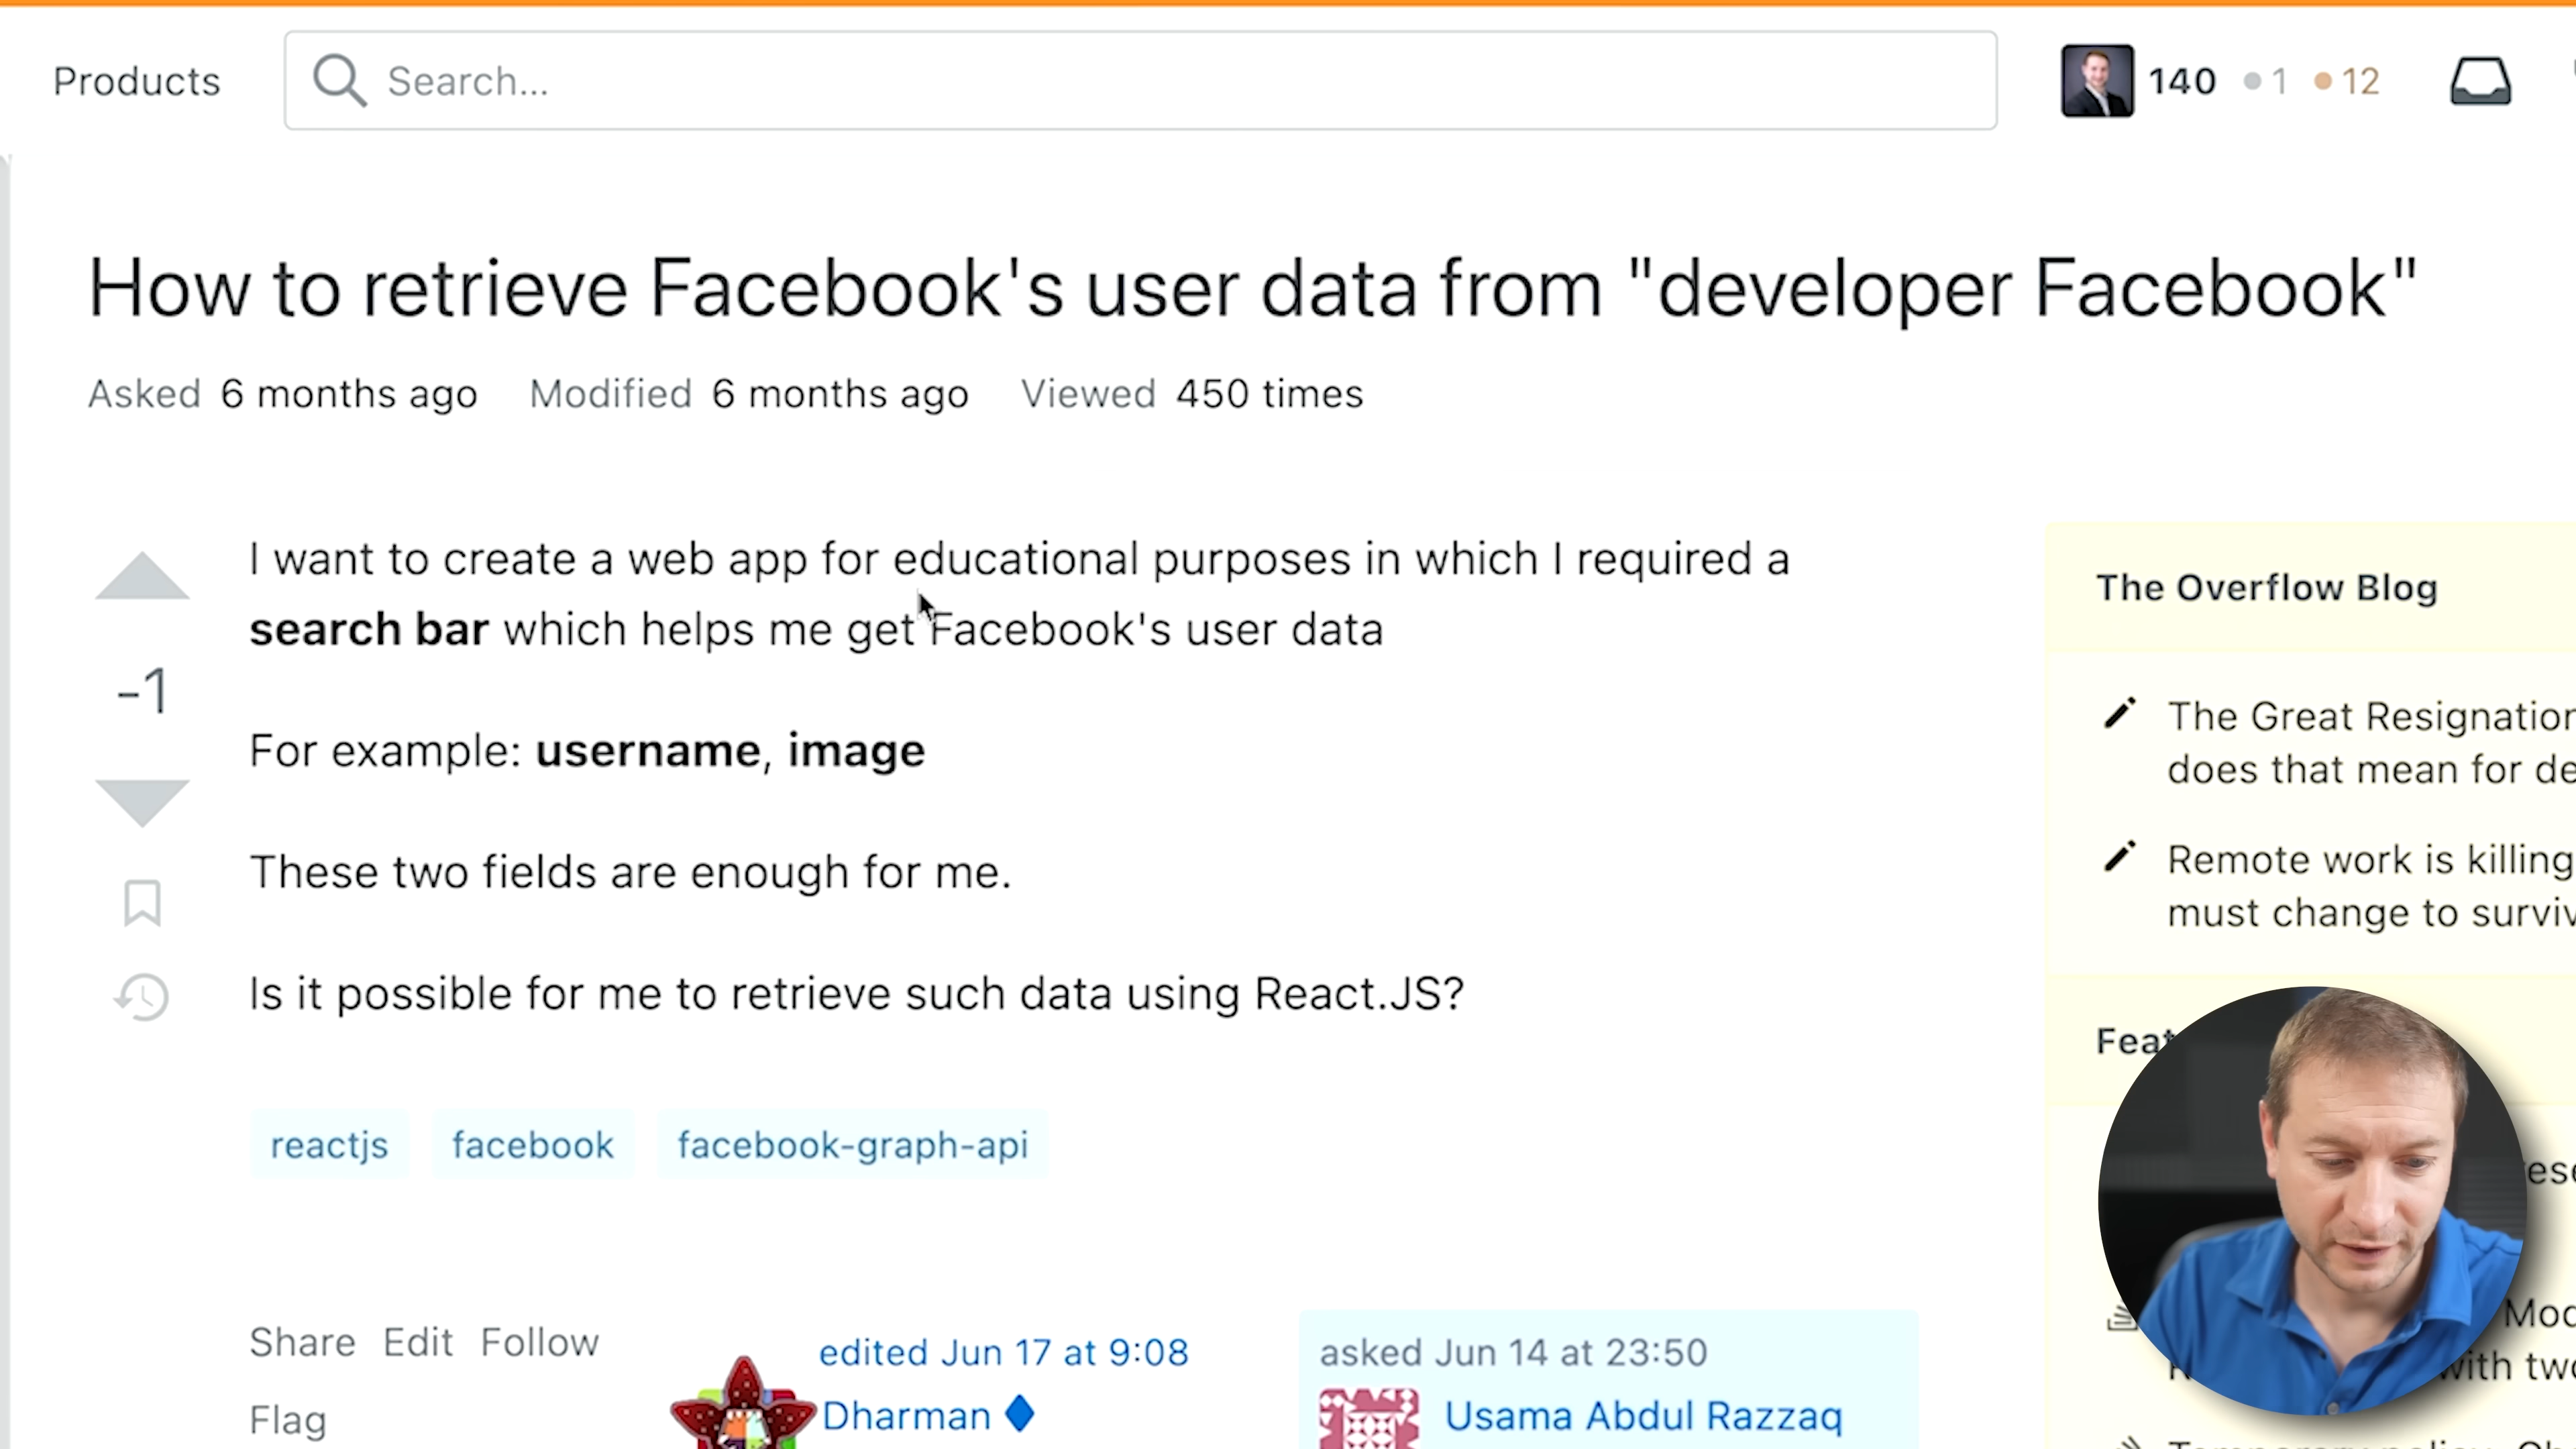 Products
Search...
140 1 12
How to retrieve Facebook's user data from "developer Facebook"
Asked 6 months ago Modified 6 months ago Viewed 450 times
I want to create a web app for educational purposes in which I required a
search bar which helps me get Facebook's user data
-1
For example: username, image
These two fields are enough for me.
Is it possible for me to retrieve such data using React.JS?
reactjs facebook facebook-graph-api
Share Edit Follow
Flag
edited Jun 17 at 9:08
Dharman
asked Jun 14 at 23:50
Usama Abdul Razzaq
The Overflow Blog
The Great Resignation
does that mean for de
Remote work is killing
must change to surviv
Feat
ese
Mod
with two